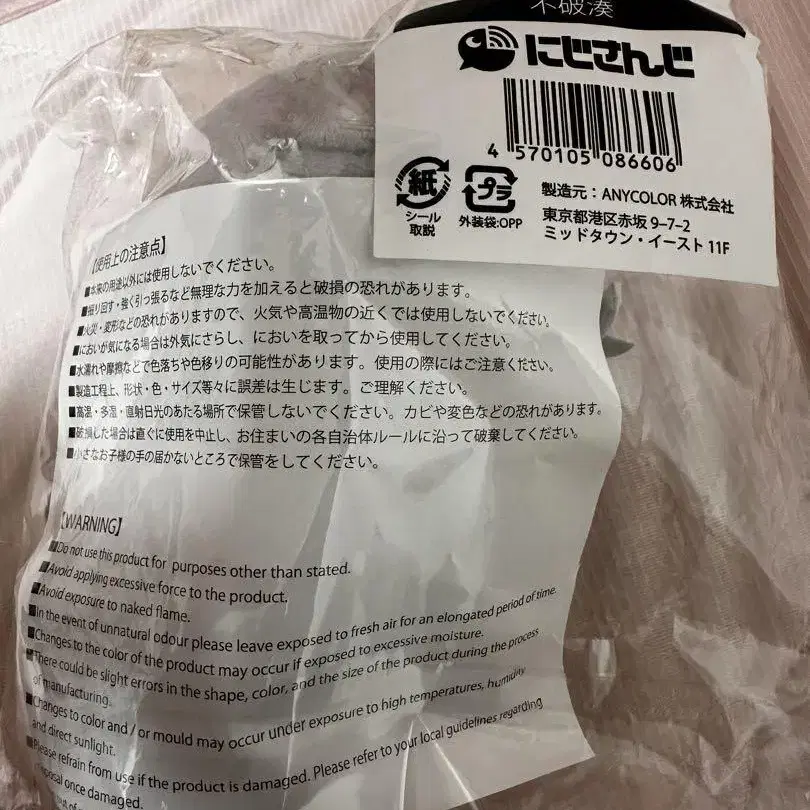 不破湊
にじさんじ
4 570105 086606
紙
シール
取説
プラ
外装袋:OPP
製造元:ANYCOLOR 株式会社
東京都港区赤坂 9-7-2
ミッドタウン・イースト 11F
【使用上の注意点】
■本来の用途以外には使用しないでください。
■振り回す・強く引っ張るなど無理な力を加えると破損の恐れがあります。
■火災・変形などの恐れがありますので、火気や高温物の近くでは使用しないでください。
■においが気になる場合は外気にさらし、においを取ってから使用してください。
■水濡れや摩擦などで色落ちや色移りの可能性があります。使用の際にはご注意ください。
■製造工程上、形状・色・サイズ等々に誤差は生じます。ご理解ください。
■高温・多湿・直射日光のあたる場所で保管しないでください。カビや変色などの恐れがあります。
■破損した場合は直ぐに使用を中止し、お住まいの各自治体ルールに沿って破棄してください。
■小さなお子様の手の届かないところで保管をしてください。
【WARNING】
■Do not use this product for purposes other than stated.
■Avoid applying excessive force to the product.
■Avoid exposure to naked flame.
■In the event of unnatural odour please leave exposed to fresh air for an elongated period of time.
■Changes to the color of the product may occur if exposed to excessive moisture.
■There could be slight errors in the shape, color, and the size of the product during the process
of manufacturing.
■Changes to color and / or mould may occur under exposure to high temperatures, humidity
and direct sunlight.
■Please refrain from use if the product is damaged. Please refer to your local guidelines regarding
disposal once damaged.
out of